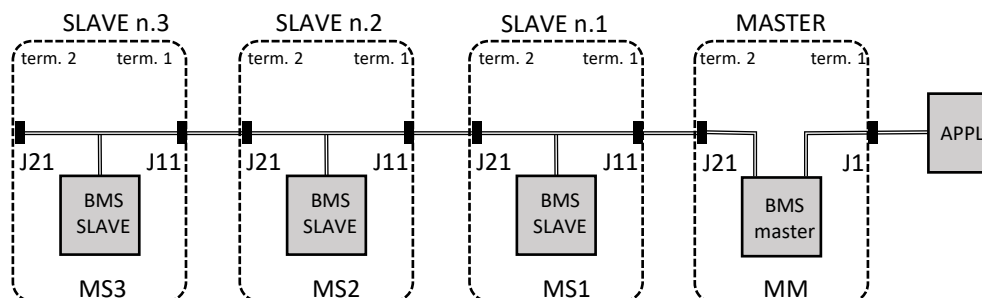 SLAVE n.3 SLAVE n.2 SLAVE n.1 MASTER
term. 2 term. 1 term. 2 term. 1 term. 2 term. 1 term. 2 term. 1
APPL
J21 J11 J21 J11 J21 J11 J21 J1
BMS BMS BMS BMS
SLAVE SLAVE SLAVE master
MS3 MS2 MS1 MM